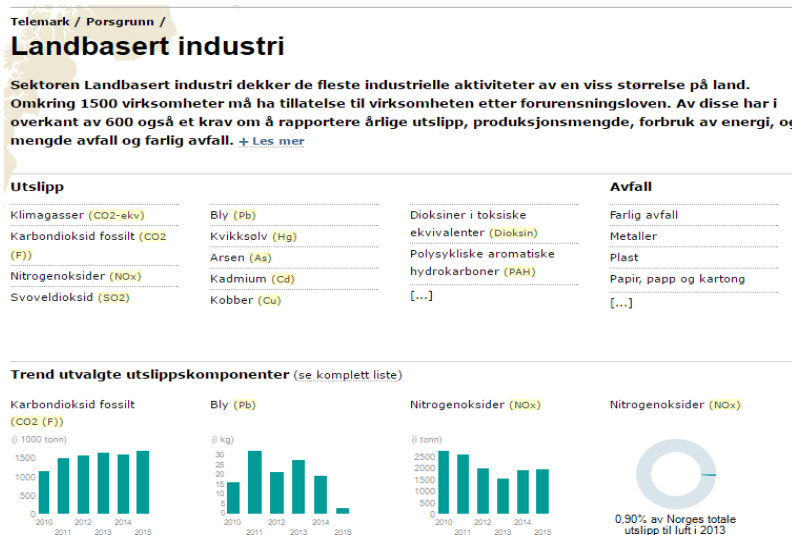 Telemark / Porsgrunn /
Landbasert industri
Sektoren Landbasert industri dekker de fleste industrielle aktiviteter av en viss størrelse på land.
Omkring 1500 virksomheter må ha tillatelse til virksomheten etter forurensningsloven. Av disse har i
overkant av 600 også et krav om å rapportere årlige utslipp, produksjonsmengde, forbruk av energi, og
mengde avfall og farlig avfall. + Les mer
Utslipp
Klimagasser (CO2-ekv)
Karbondioksid fossilt (CO2
(F))
Nitrogenoksider (NOx)
Svoveldioksid (SO2)
Bly (Pb)
Kvikksølv (Hg)
Arsen (As)
Kadmium (Cd)
Kobber (Cu)
Dioksiner i toksiske
ekvivalenter (Dioksin)
Polysykliske aromatiske
hydrokarboner (PAH)
[...]
Avfall
Farlig avfall
Metaller
Plast
Papir, papp og kartong
[...]
Trend utvalgte utslippskomponenter (se komplett liste)
Karbondioksid fossilt
(CO2 (F))
(i 1000 tonn)
1500
1000
500
0
2010 2012 2014
2011 2013 2015
Bly (Pb)
(i kg)
30
25
20
15
10
5
0
2010 2012 2014
2011 2013 2015
Nitrogenoksider (NOx)
(i tonn)
2500
2000
1500
1000
500
0
2010 2012 2014
2011 2013 2015
Nitrogenoksider (NOx)
0,90% av Norges totale
utslipp til luft i 2013